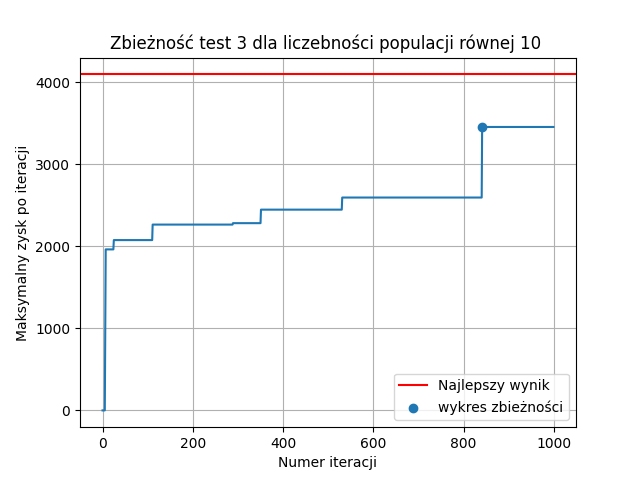 Zbieżność test 3 dla liczebności populacji równej 10
Maksymalny zysk po iteracji
4000
3000
2000
1000
0
0 200 400 600 800 1000
Numer iteracji
Najlepszy wynik
wykres zbieżności